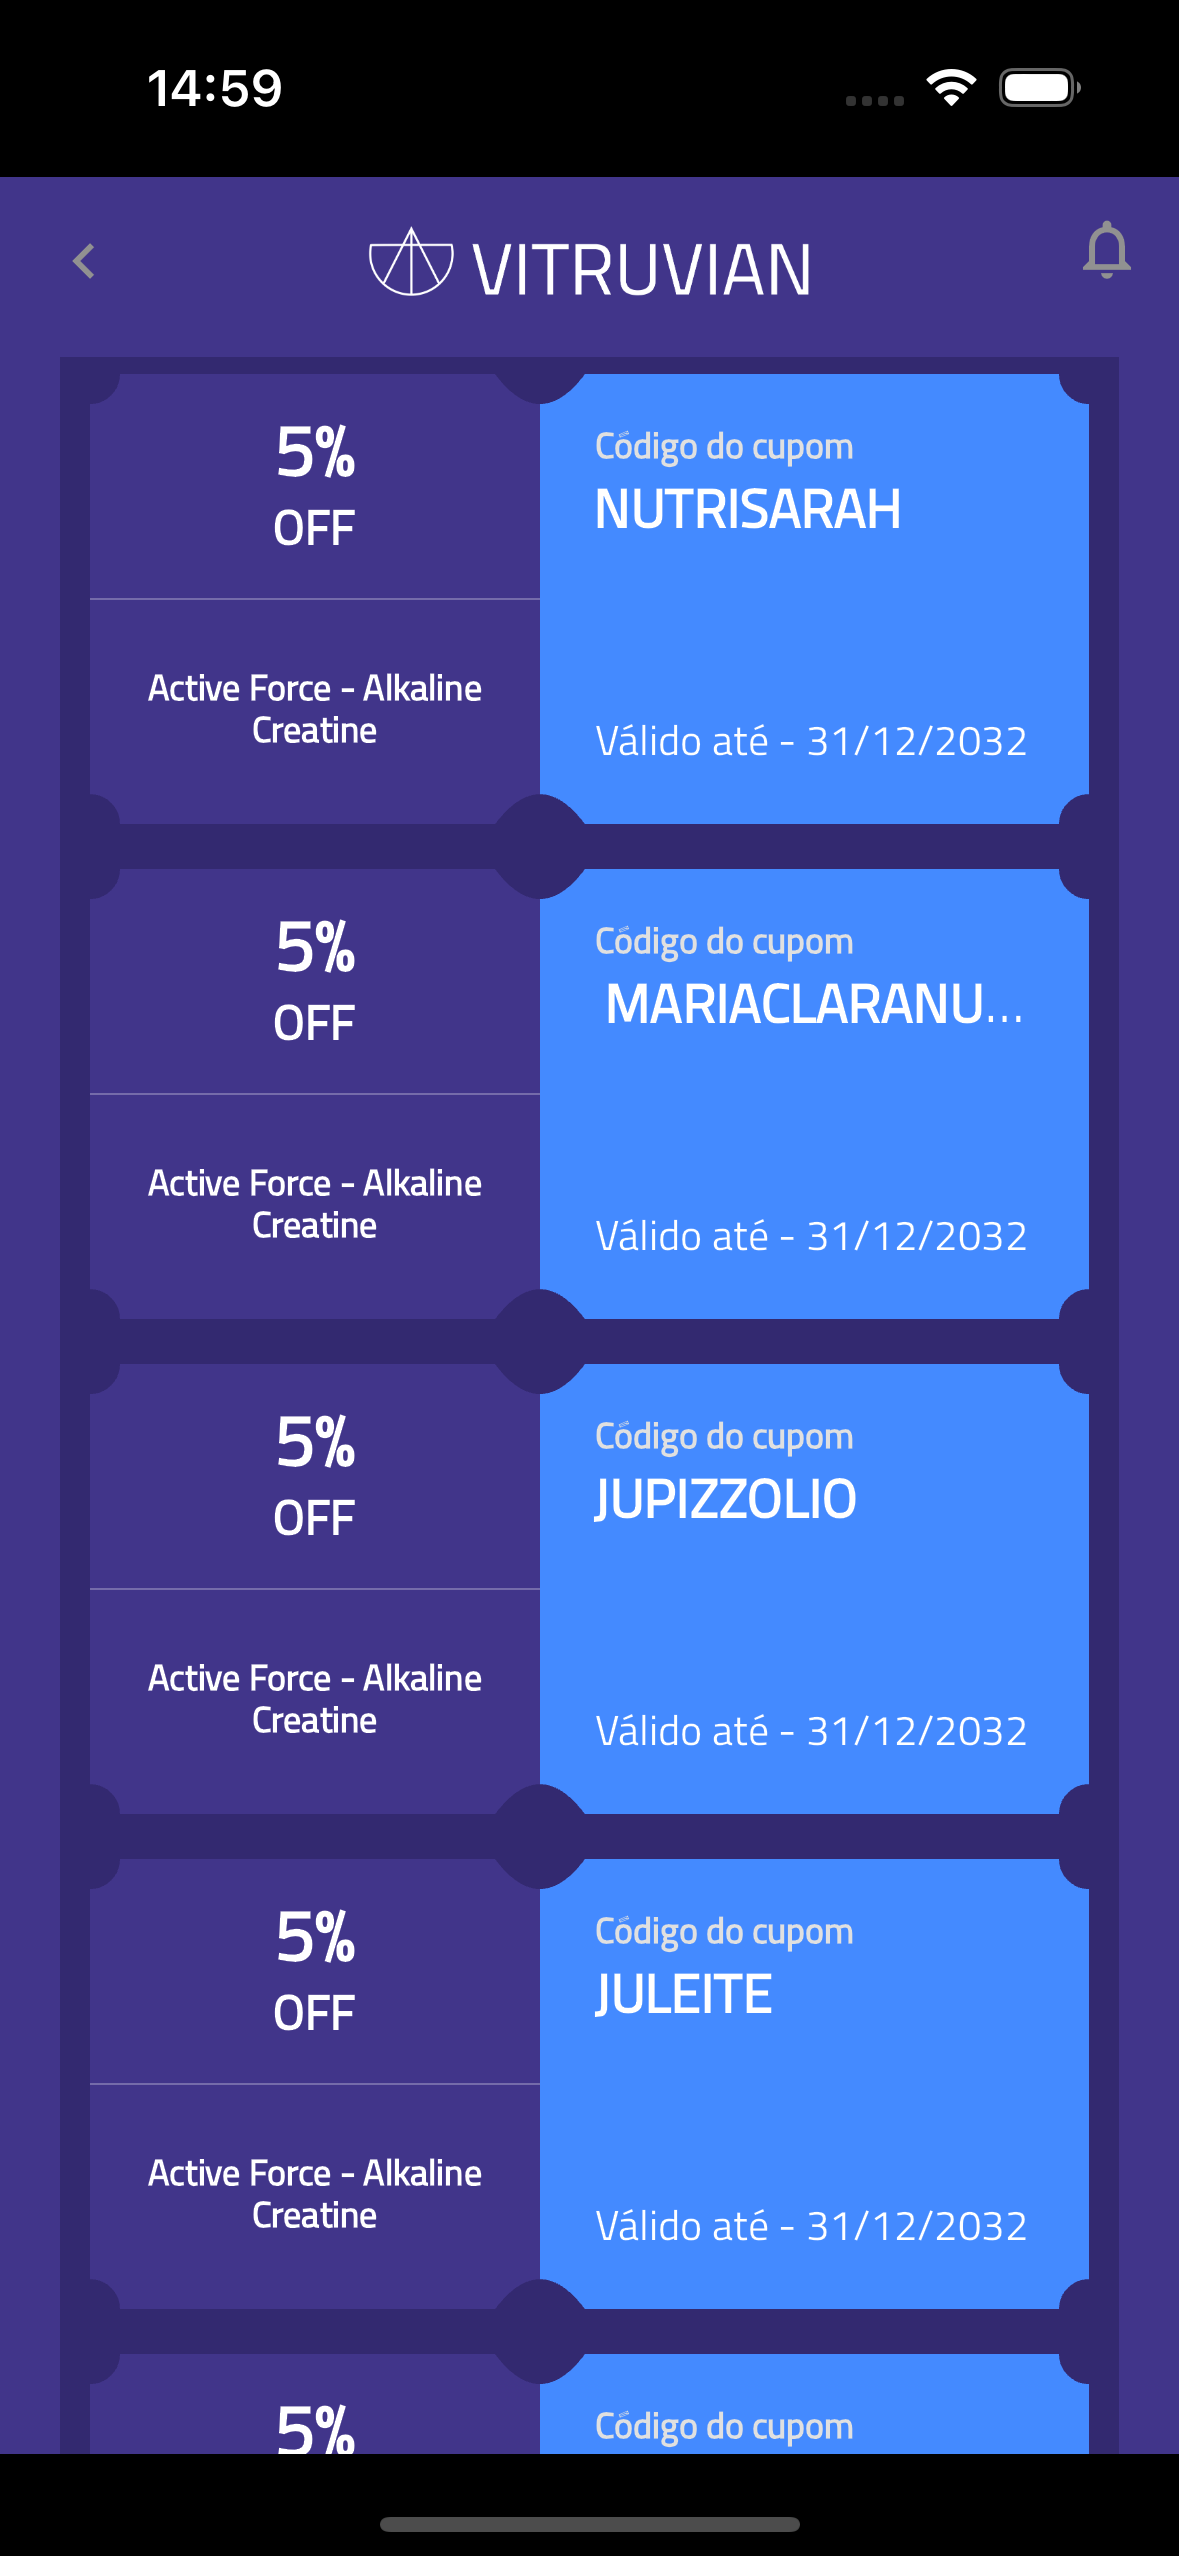 14:59
VITRUVIAN
5%
OFF
Active Force - Alkaline
Creatine
Código do cupom
NUTRISARAH
Válido até - 31/12/2032
5%
OFF
Active Force - Alkaline
Creatine
Código do cupom
MARIACLARANU...
Válido até - 31/12/2032
5%
OFF
Active Force - Alkaline
Creatine
Código do cupom
JUPIZZOLIO
Válido até - 31/12/2032
5%
OFF
Active Force - Alkaline
Creatine
Código do cupom
JULEITE
Válido até - 31/12/2032
5%
Código do cupom